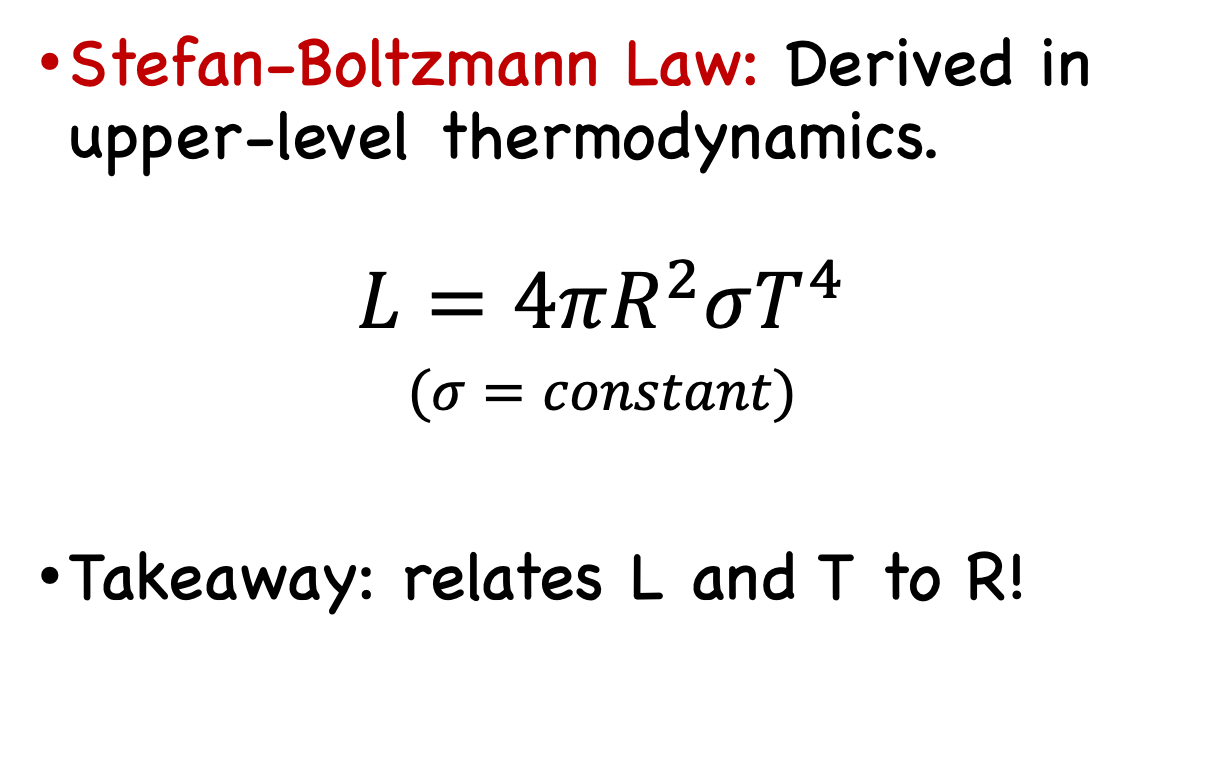 •Stefan-Boltzmann Law: Derived in
upper-level thermodynamics.
L = 4πR²σT⁴
(σ = constant)
•Takeaway: relates L and T to R!